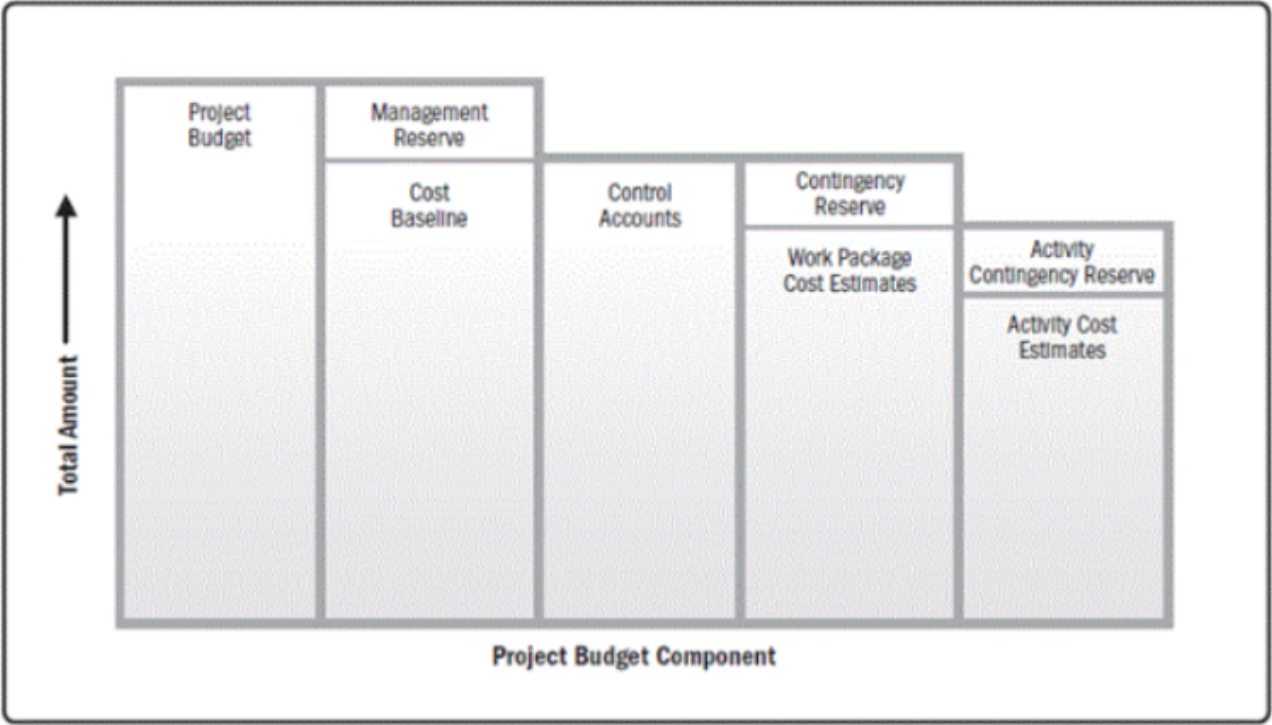 Project
Budget
Management
Reserve
Cost
Baseline
Control
Accounts
Contingency
Reserve
Work Package
Cost Estimates
Activity
Contingency Reserve
Activity Cost
Estimates
Total Amount
Project Budget Component